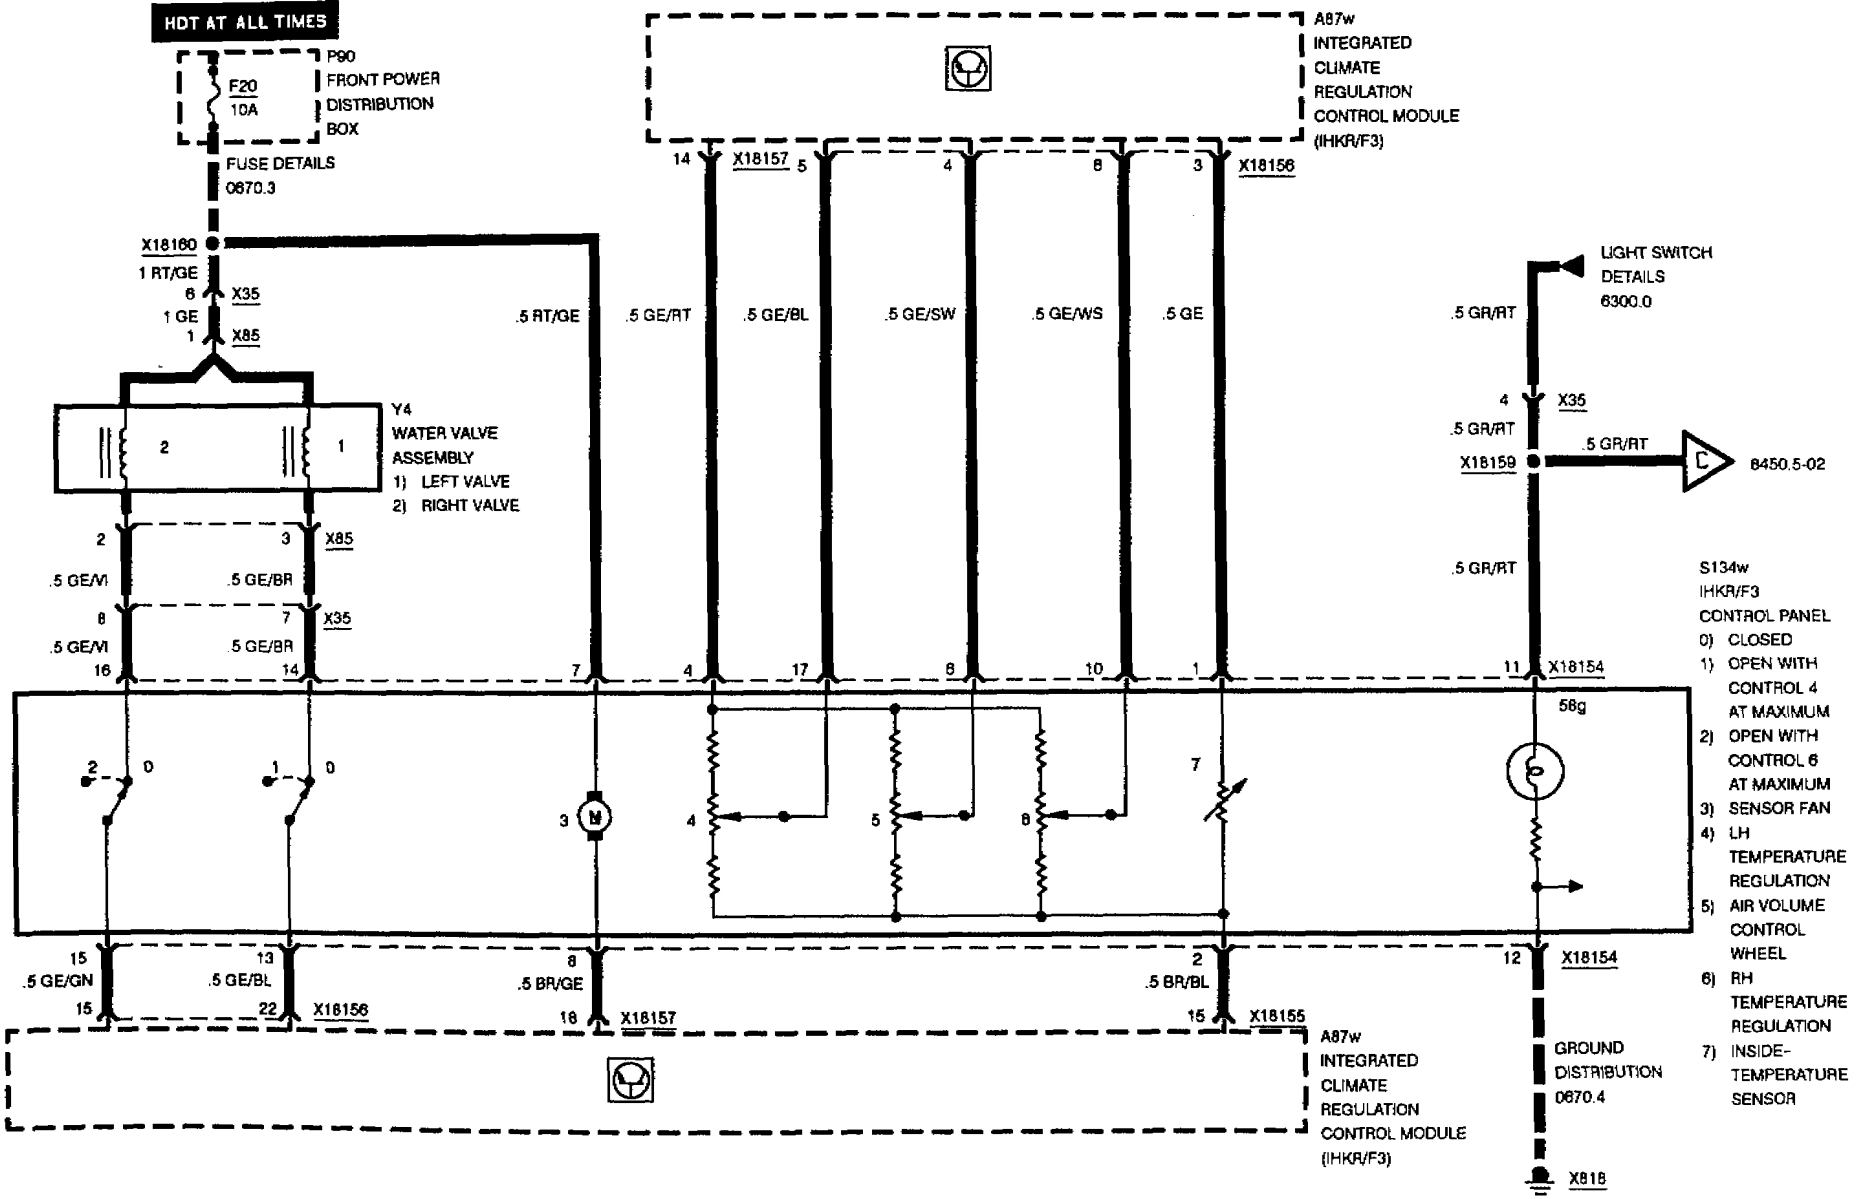 HOT AT ALL TIMES
P90
FRONT POWER
DISTRIBUTION
BOX
F20
10A
FUSE DETAILS
0670.3
A87w
INTEGRATED
CLIMATE
REGULATION
CONTROL MODULE
(IHKR/F3)
14 X18157 5 4 8 3 X18156
X18160
1 RT/GE
6 X35
1 GE
1 X85
.5 RT/GE .5 GE/RT .5 GE/BL .5 GE/SW .5 GE/WS .5 GE .5 GR/RT
LIGHT SWITCH
DETAILS
6300.0
4 X35
.5 GR/RT
.5 GR/RT
X18159
C
8450.5-02
.5 GR/RT
2 1
Y4
WATER VALVE
ASSEMBLY
1) LEFT VALVE
2) RIGHT VALVE
2 3 X85
.5 GE/VI .5 GE/BR
8 7 X35
.5 GE/VI .5 GE/BR
16 14 7 4 17 8 10 1 11 X18154
58g
2 0 1 0
3 M 4 5 6 7
S134w
IHKR/F3
CONTROL PANEL
0) CLOSED
1) OPEN WITH
CONTROL 4
AT MAXIMUM
2) OPEN WITH
CONTROL 6
AT MAXIMUM
3) SENSOR FAN
4) LH
TEMPERATURE
REGULATION
5) AIR VOLUME
CONTROL
WHEEL
6) RH
TEMPERATURE
REGULATION
7) INSIDE-
TEMPERATURE
SENSOR
15 13 8 2 12 X18154
.5 GE/GN .5 GE/BL .5 BR/GE .5 BR/BL
15 22 X18156 18 X18157 15 X18155
A87w
INTEGRATED
CLIMATE
REGULATION
CONTROL MODULE
(IHKR/F3)
GROUND
DISTRIBUTION
0670.4
X818